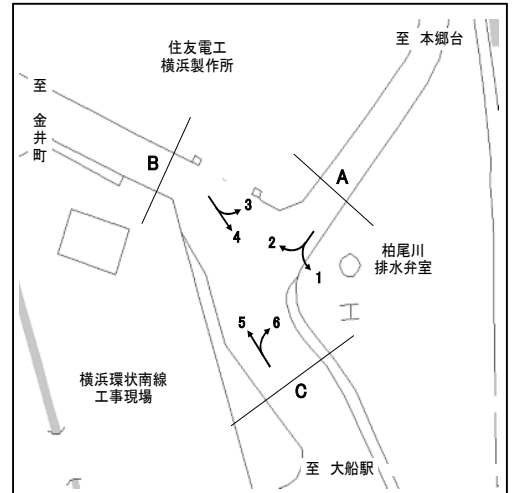 住友電工
横浜製作所
至 本郷台
至
金
井
町
B
A
3
4
2
1
柏尾川
排水弁室
5
6
横浜環状南線
工事現場
C
至 大船駅